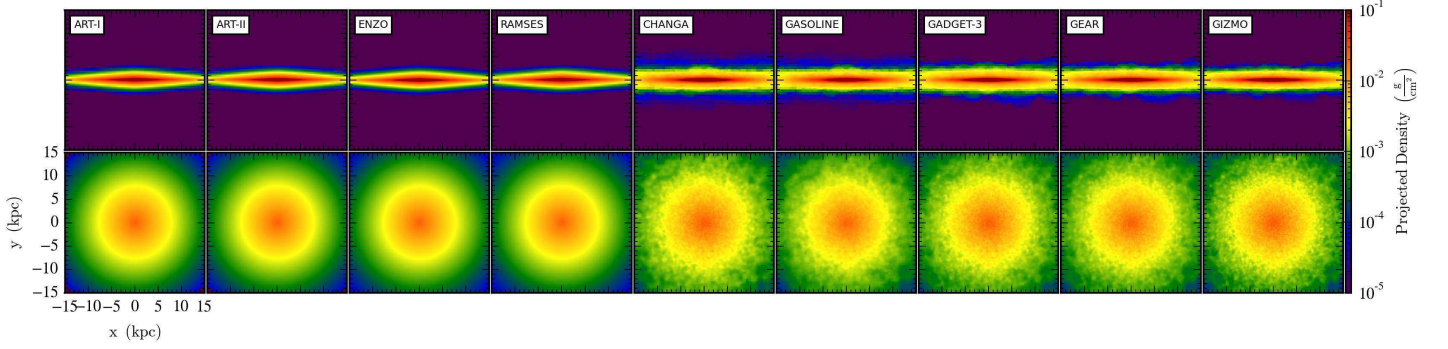 ART-I ART-II ENZO RAMSES CHANGA GASOLINE GADGET-3 GEAR GIZMO
10^-1
10^-2
10^-3
10^-4
10^-5
Projected Density (g/cm^2)
15
10
5
0
−5
−10
−15
y (kpc)
−15 −10 −5 0 5 10 15
x (kpc)